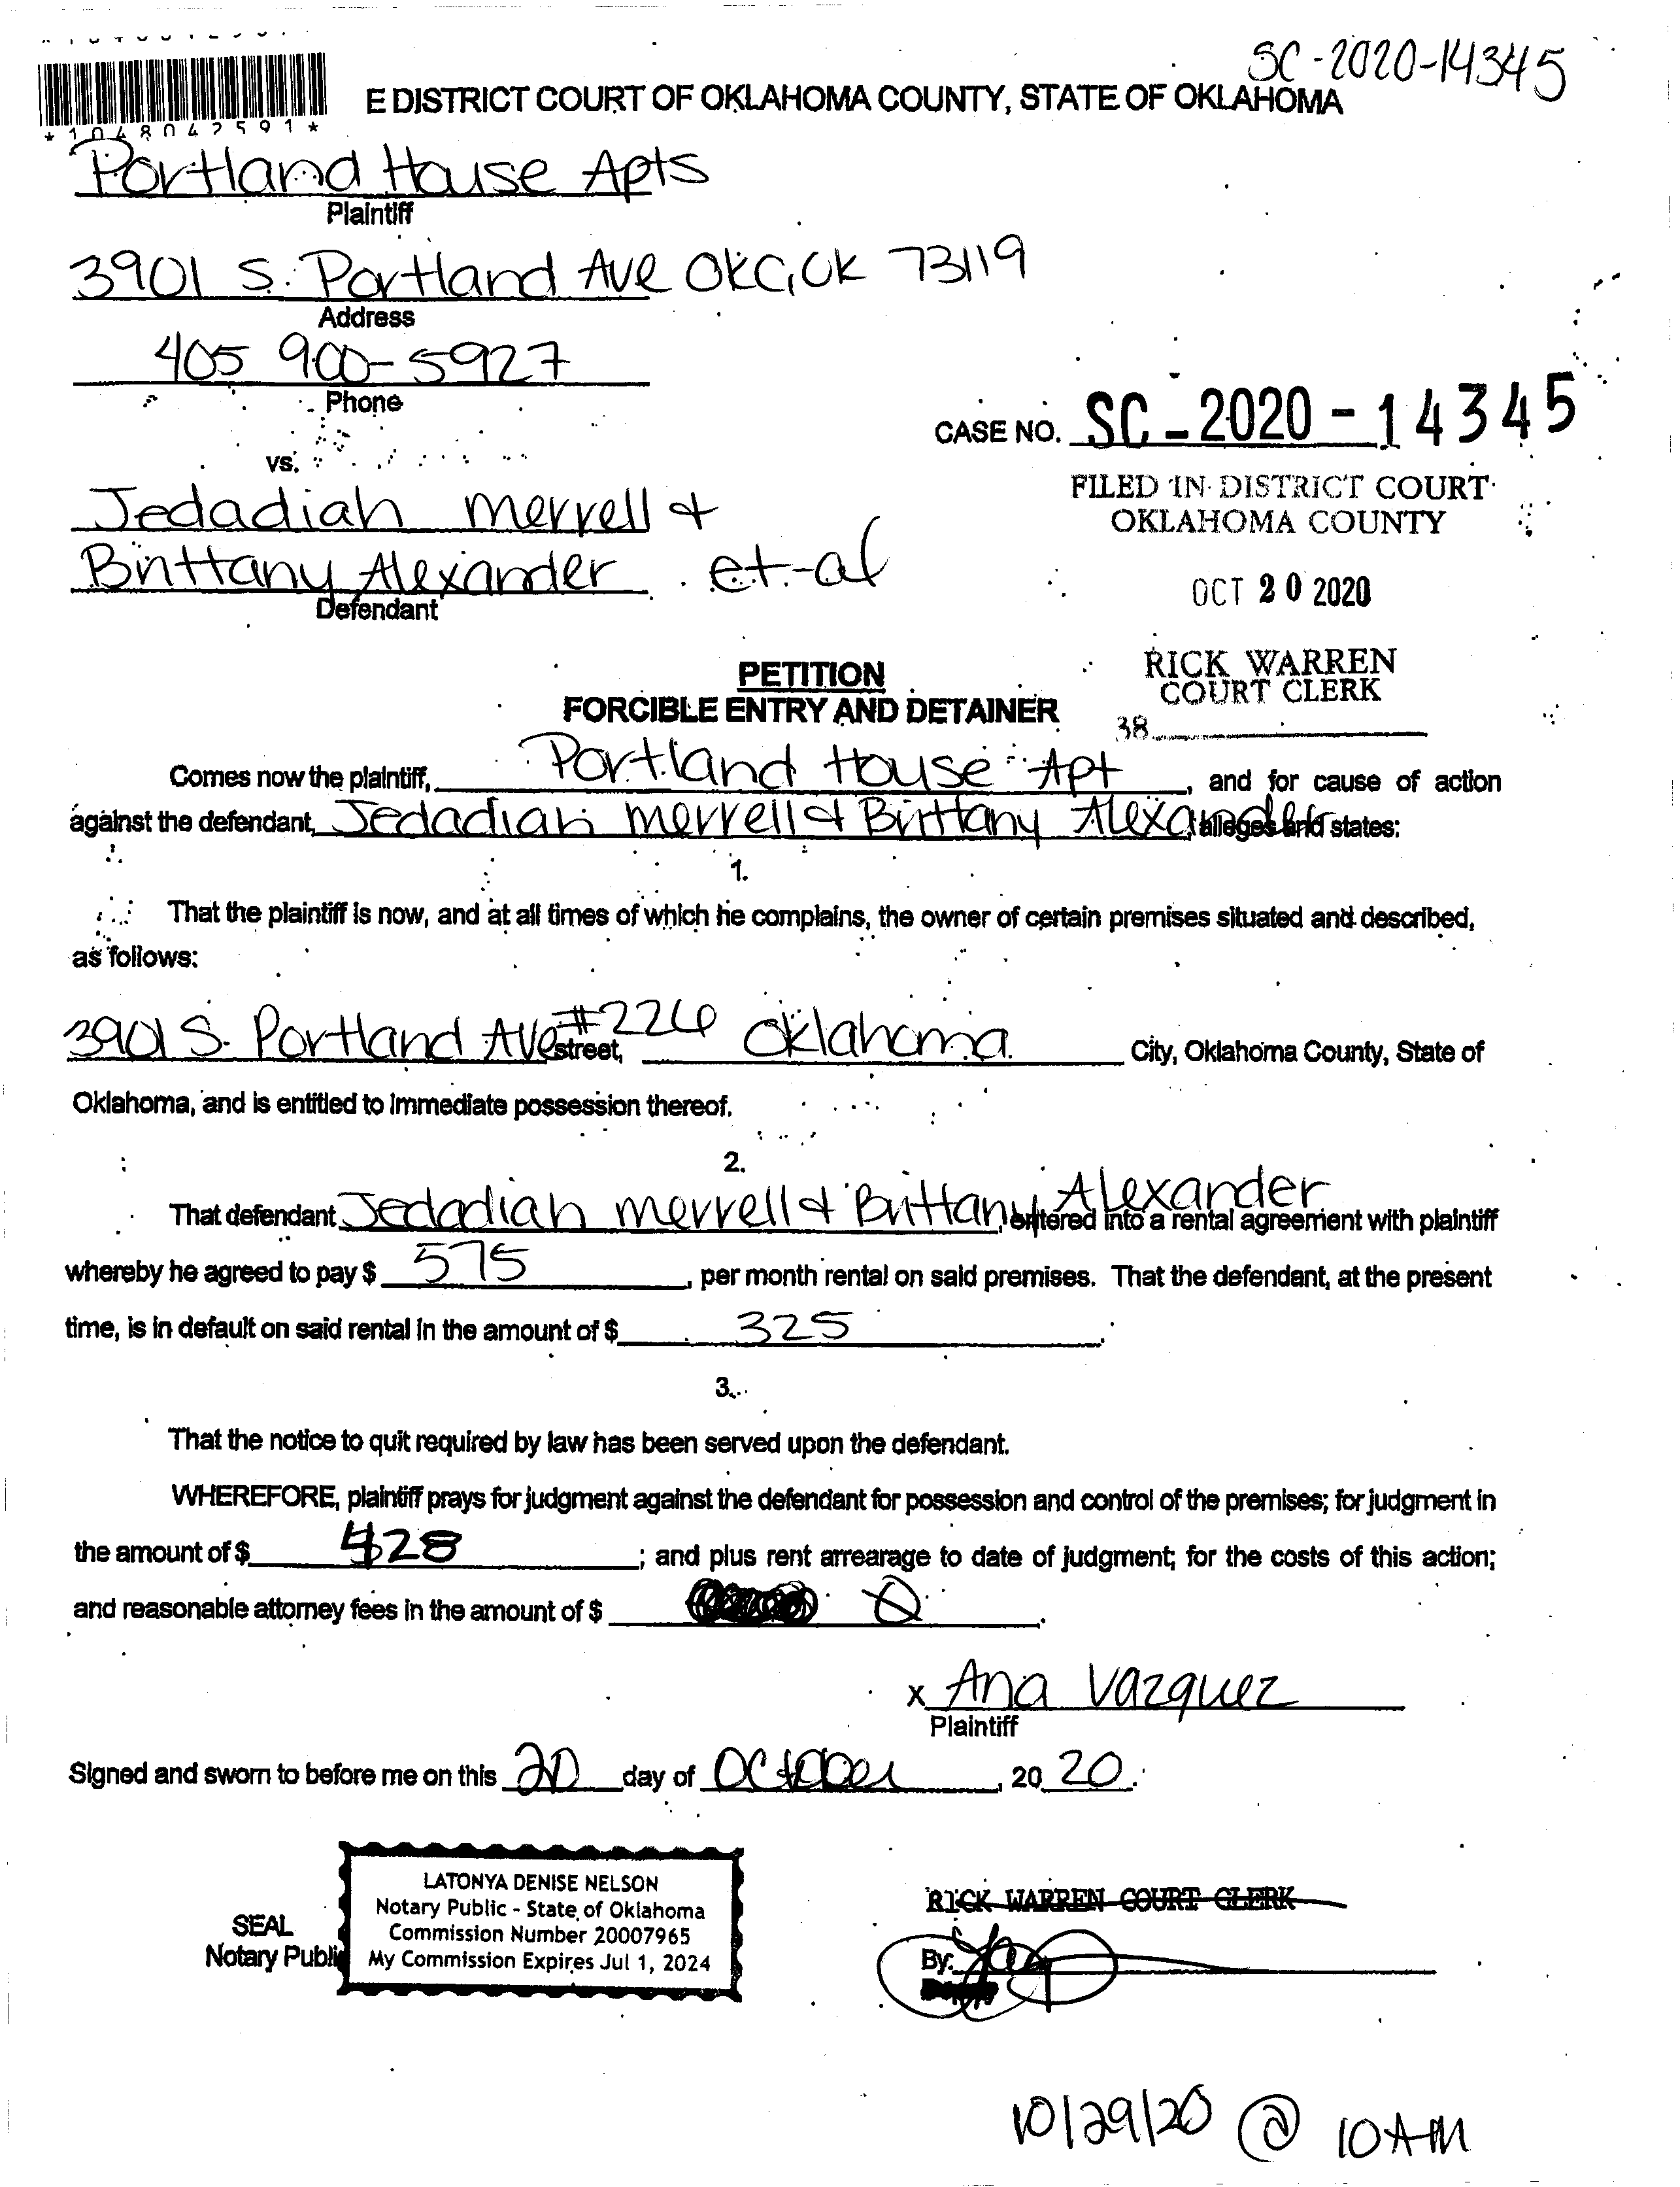 SC-2020-14345
*1048042591*
E DISTRICT COURT OF OKLAHOMA COUNTY, STATE OF OKLAHOMA
Portland House Apts
Plaintiff
3901 S. Portland Ave OKC, OK 73119
Address
405 900-5927
Phone
CASE NO. SC-2020-14345
vs.
FILED IN DISTRICT COURT
OKLAHOMA COUNTY
Jedadiah Merrell &
Brittany Alexander et-al
Defendant
OCT 20 2020
RICK WARREN
COURT CLERK
38
PETITION
FORCIBLE ENTRY AND DETAINER
Comes now the plaintiff, Portland House Apt, and for cause of action
against the defendant, Jedadiah Merrell & Brittany Alexander, alleges and states:
1.
That the plaintiff is now, and at all times of which he complains, the owner of certain premises situated and described,
as follows:
3901 S. Portland Ave #226 street, Oklahoma City, Oklahoma County, State of
Oklahoma, and is entitled to immediate possession thereof.
2.
That defendant Jedadiah Merrell & Brittany Alexander, entered into a rental agreement with plaintiff
whereby he agreed to pay $ 575, per month rental on said premises. That the defendant, at the present
time, is in default on said rental in the amount of $ 325.
3.
That the notice to quit required by law has been served upon the defendant.
WHEREFORE, plaintiff prays for judgment against the defendant for possession and control of the premises; for judgment in
the amount of $ 428; and plus rent arrearage to date of judgment; for the costs of this action;
and reasonable attorney fees in the amount of $ 0.
x Ana Vazquez
Plaintiff
Signed and sworn to before me on this 20 day of October, 20 20.
LATONYA DENISE NELSON
Notary Public - State of Oklahoma
Commission Number 20007965
My Commission Expires Jul 1, 2024
SEAL
Notary Public
RICK WARREN COURT CLERK
By:
10/29/20 @ 10AM